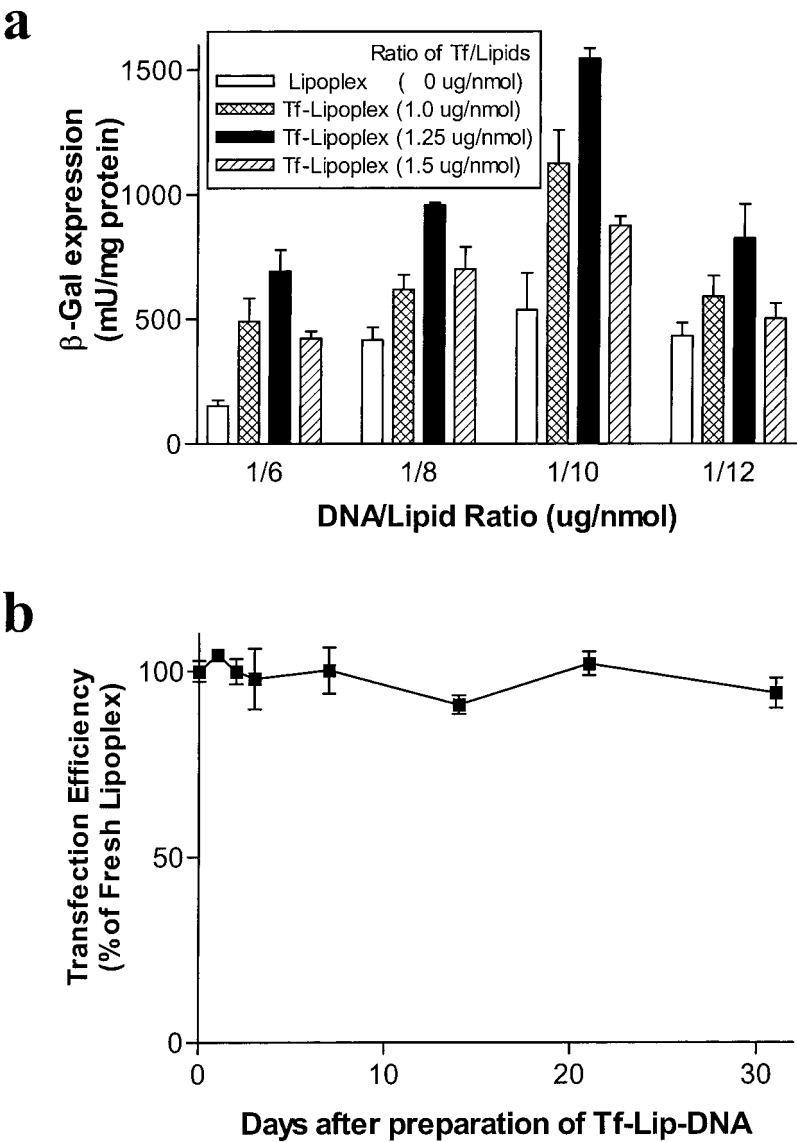 a
Ratio of Tf/Lipids
Lipoplex ( 0 ug/nmol)
Tf-Lipoplex (1.0 ug/nmol)
Tf-Lipoplex (1.25 ug/nmol)
Tf-Lipoplex (1.5 ug/nmol)
β-Gal expression
(mU/mg protein)
1500
1000
500
0
1/6 1/8 1/10 1/12
DNA/Lipid Ratio (ug/nmol)
b
Transfection Efficiency
(% of Fresh Lipoplex)
100
50
0
0 10 20 30
Days after preparation of Tf-Lip-DNA